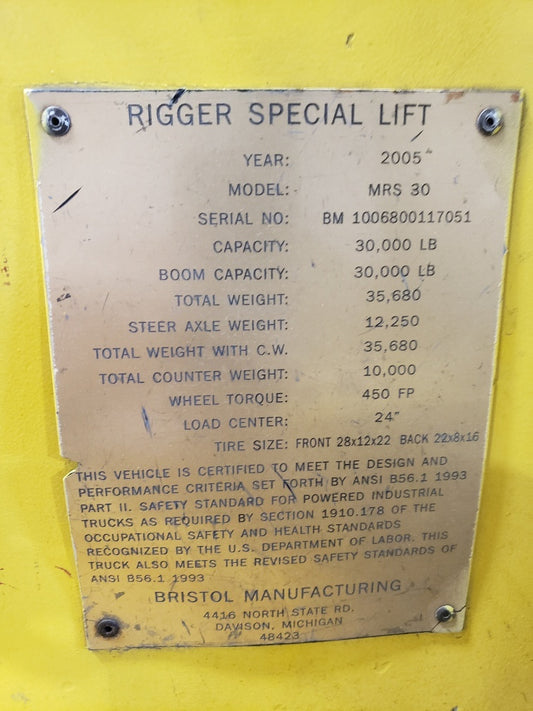 RIGGER SPECIAL LIFT
YEAR: 2005
MODEL: MRS 30
SERIAL NO: BM 1006800117051
CAPACITY: 30,000 LB
BOOM CAPACITY: 30,000 LB
TOTAL WEIGHT: 35,680
STEER AXLE WEIGHT: 12,250
TOTAL WEIGHT WITH C.W. 35,680
TOTAL COUNTER WEIGHT: 10,000
WHEEL TORQUE: 450 FP
LOAD CENTER: 24"
TIRE SIZE: FRONT 28x12x22 BACK 22x8x16
THIS VEHICLE IS CERTIFIED TO MEET THE DESIGN AND
PERFORMANCE CRITERIA SET FORTH BY ANSI B56.1 1993
PART II. SAFETY STANDARD FOR POWERED INDUSTRIAL
TRUCKS AS REQUIRED BY SECTION 1910.178 OF THE
OCCUPATIONAL SAFETY AND HEALTH STANDARDS
RECOGNIZED BY THE U.S. DEPARTMENT OF LABOR. THIS
TRUCK ALSO MEETS THE REVISED SAFETY STANDARDS OF
ANSI B56.1 1993
BRISTOL MANUFACTURING
4416 NORTH STATE RD.
DAVISON, MICHIGAN
48423